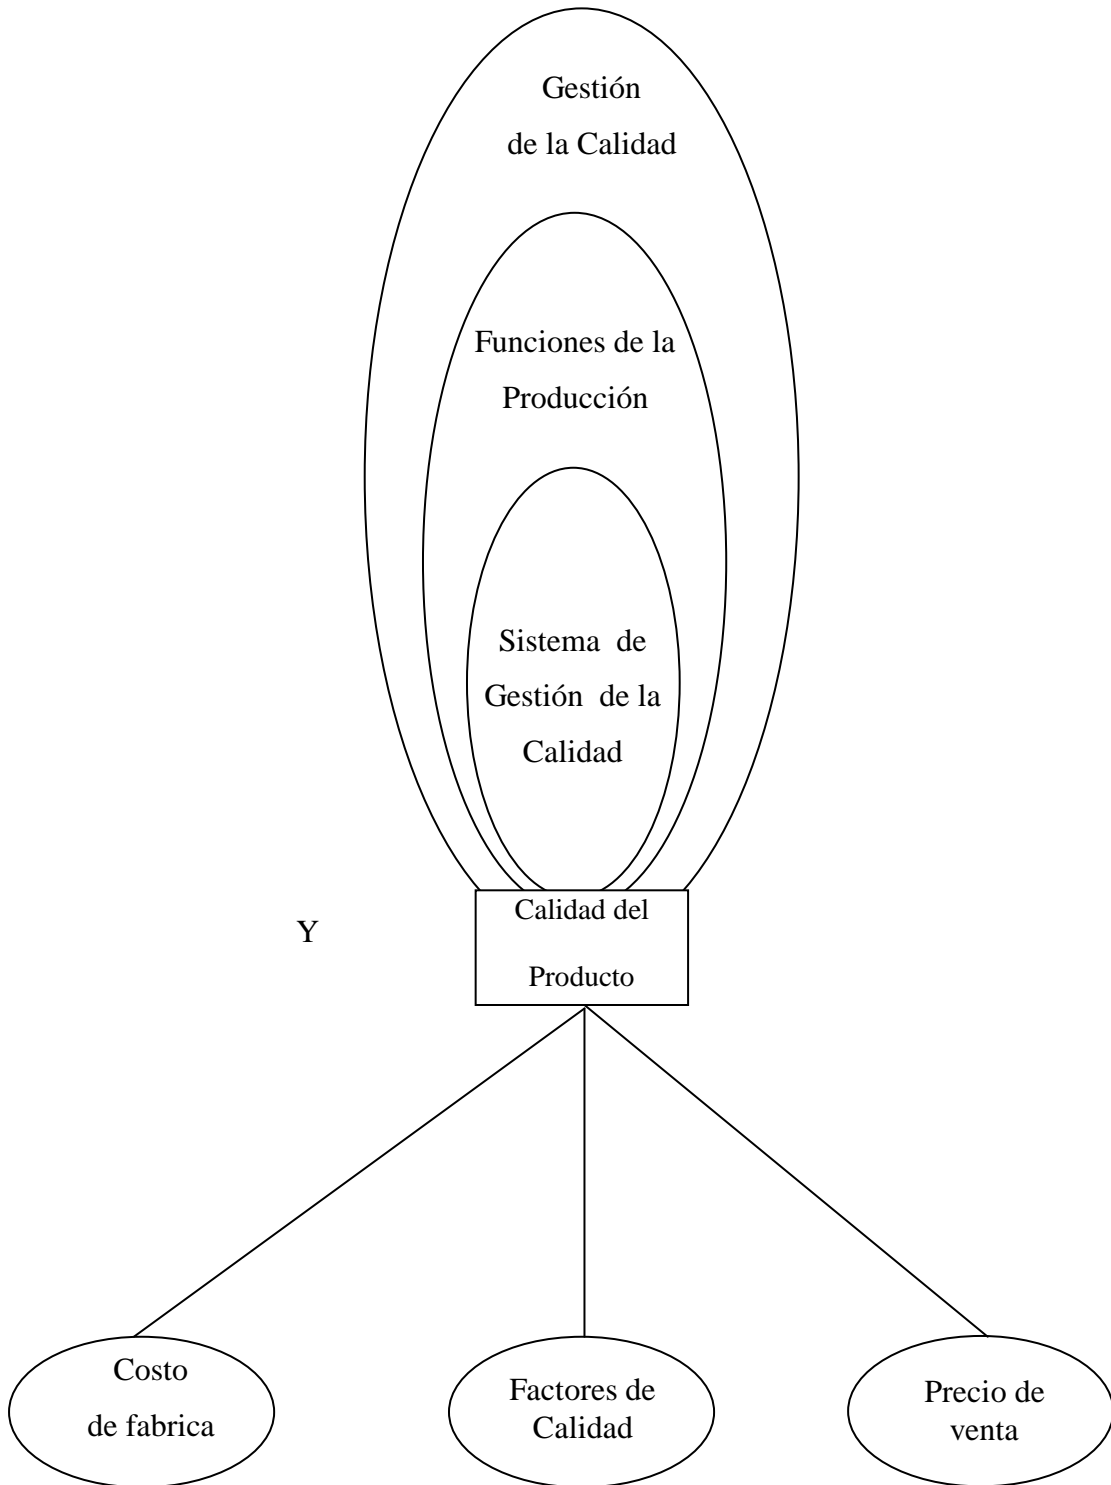 Gestión
de la Calidad
Funciones de la
Producción
Sistema de
Gestión de la
Calidad
Calidad del
Y
Producto
Costo
de fabrica
Factores de
Calidad
Precio de
venta